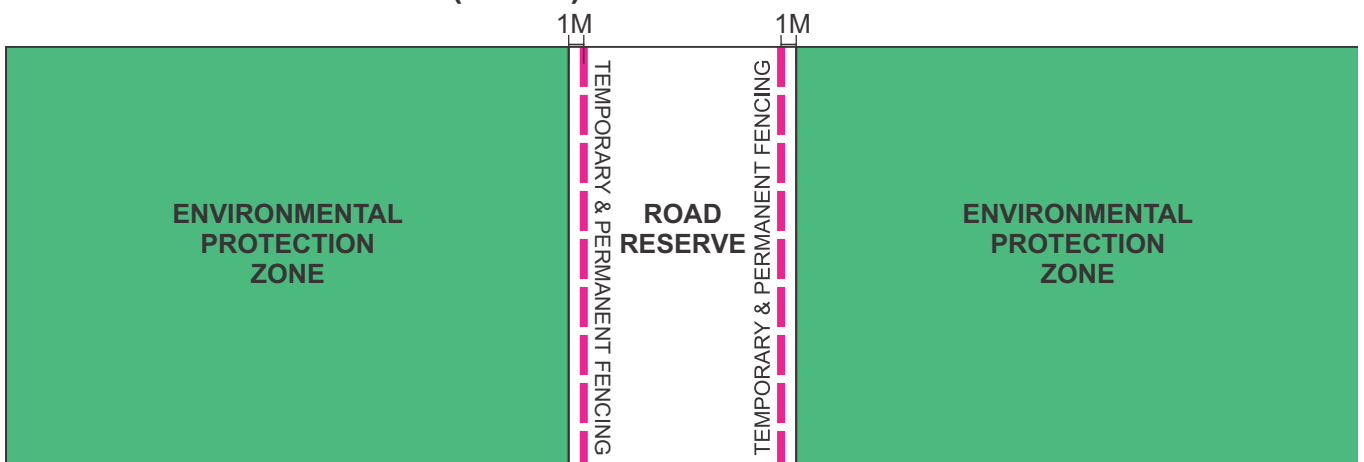 1M
1M
ENVIRONMENTAL
PROTECTION
ZONE
TEMPORARY & PERMANENT FENCING
ROAD
RESERVE
TEMPORARY & PERMANENT FENCING
ENVIRONMENTAL
PROTECTION
ZONE